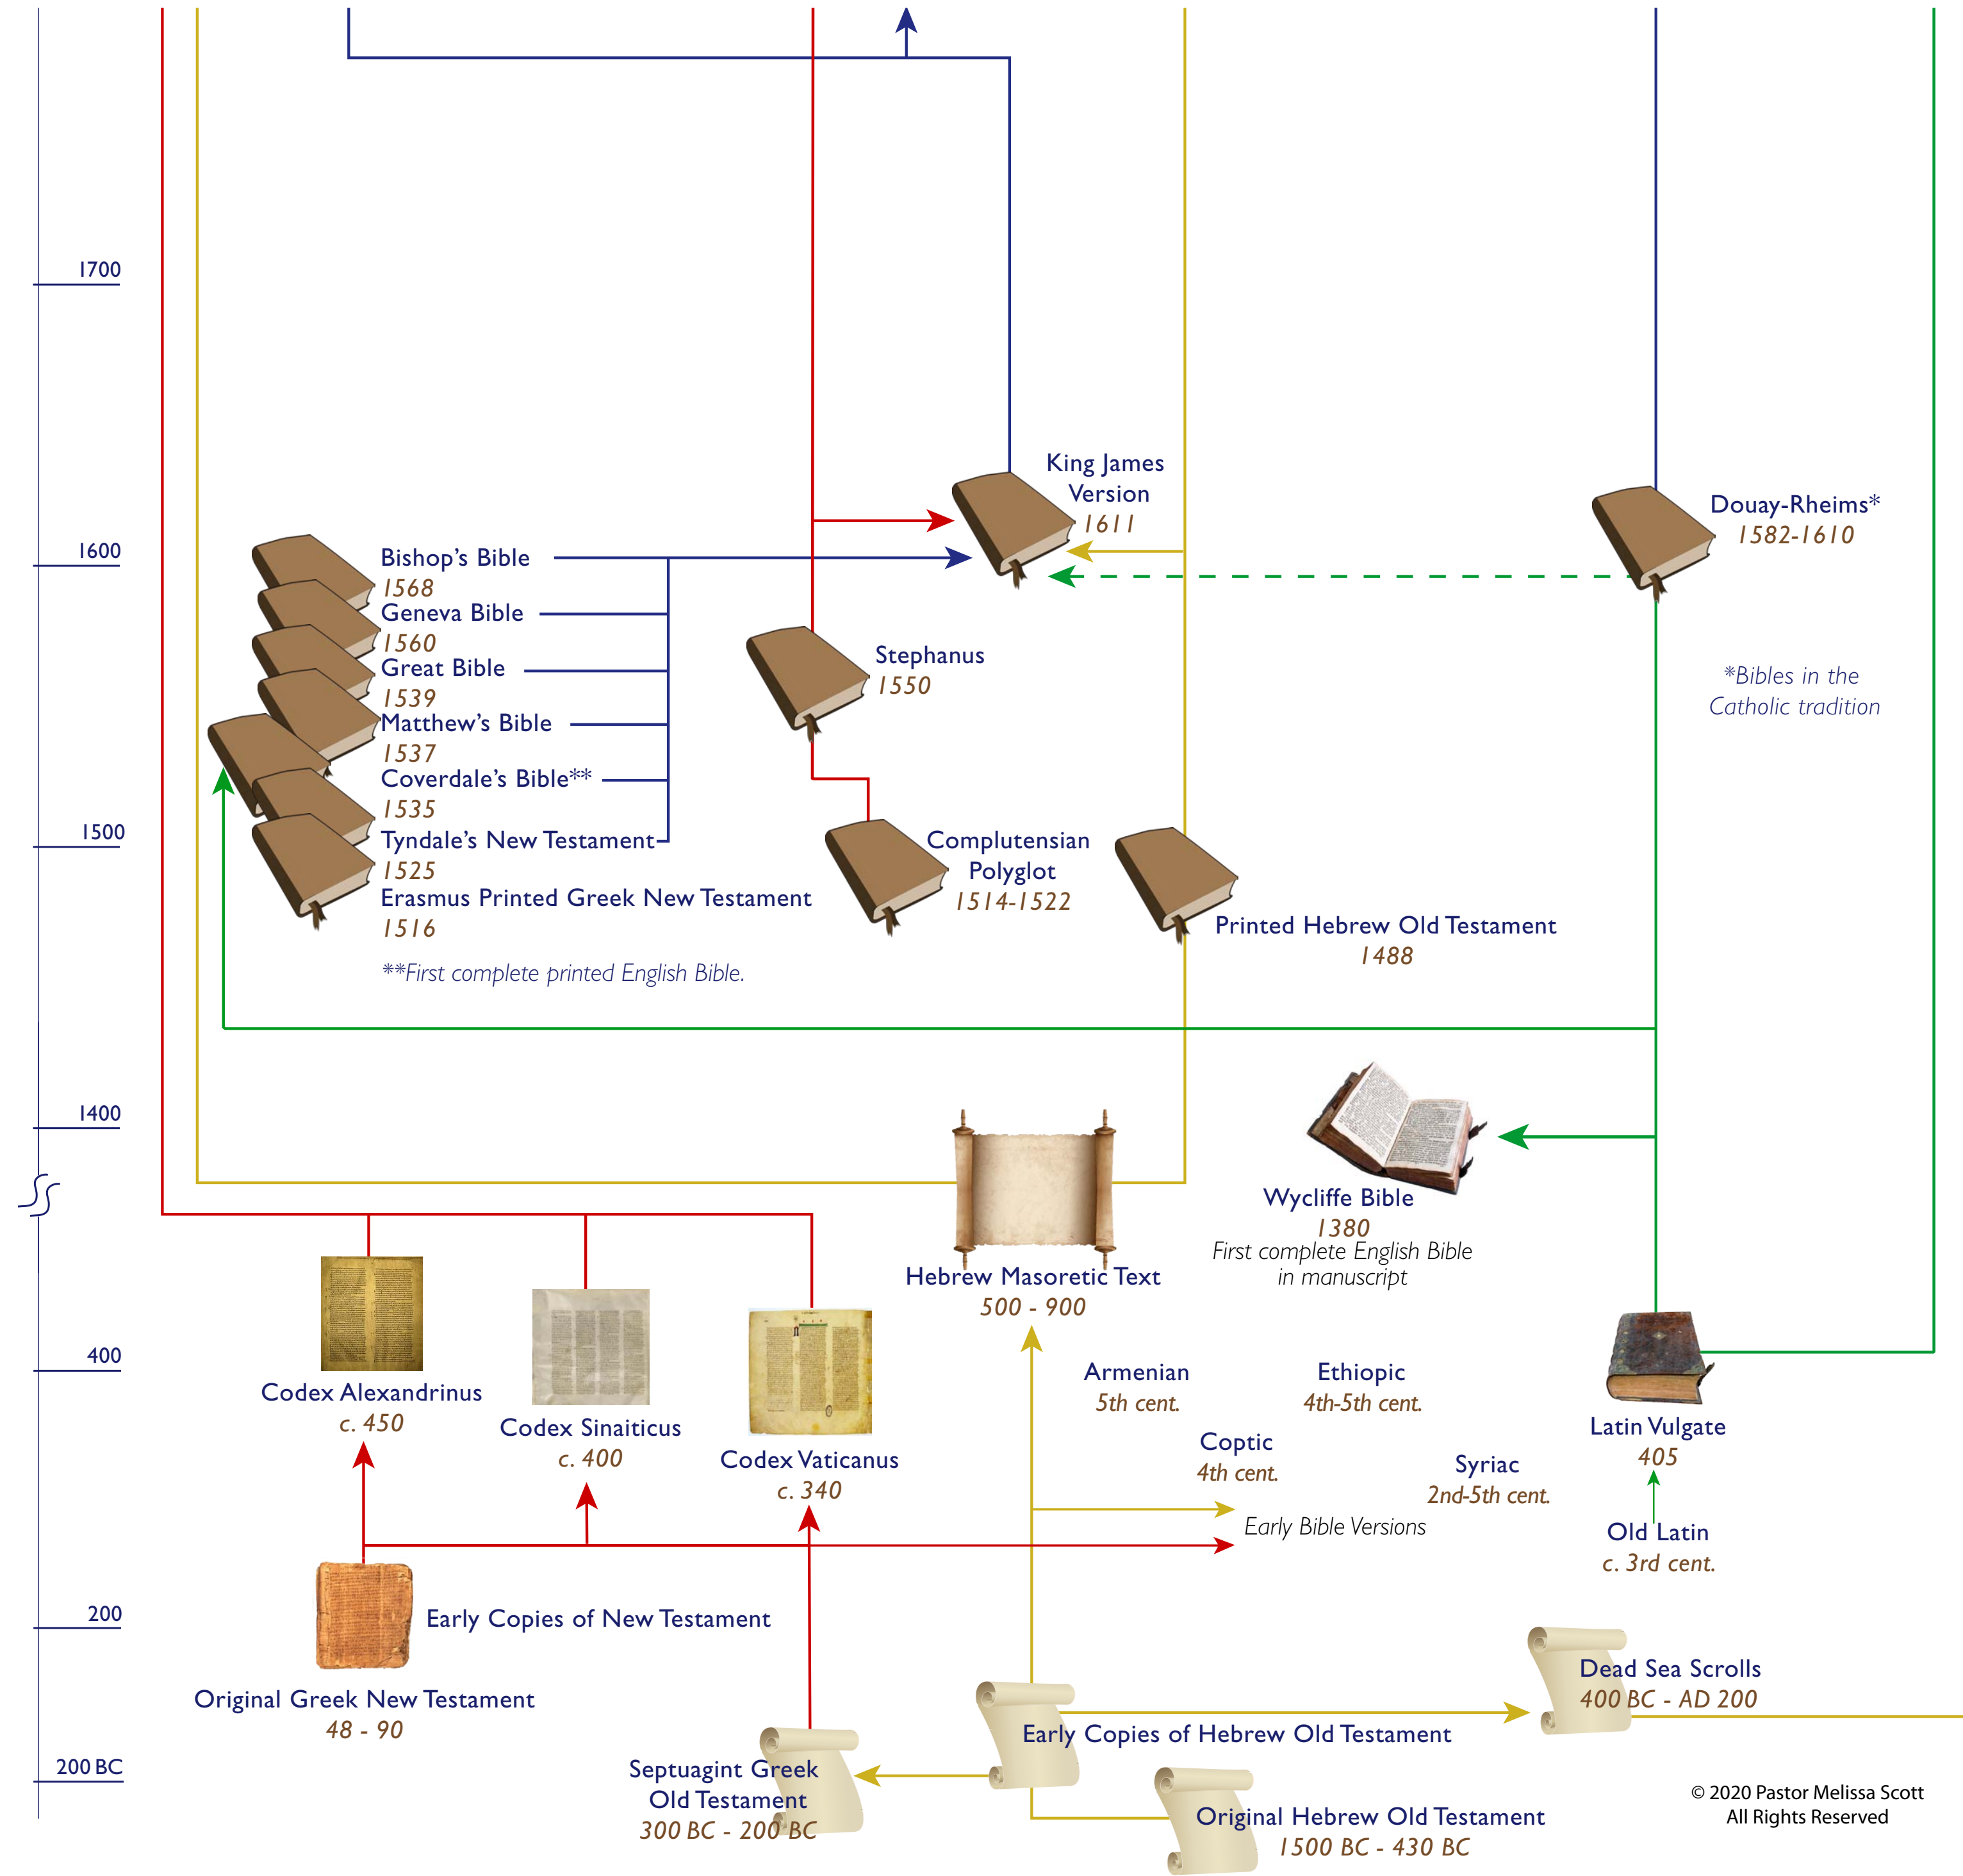 1700
King James
Version
1611
Douay-Rheims*
1582-1610
1600
Bishop's Bible
1568
Geneva Bible
1560
Great Bible
1539
Matthew's Bible
1537
Coverdale's Bible**
1535
Tyndale's New Testament
1525
Erasmus Printed Greek New Testament
1516
**First complete printed English Bible.
Stephanus
1550
*Bibles in the
Catholic tradition
1500
Complutensian
Polyglot
1514-1522
Printed Hebrew Old Testament
1488
1400
Wycliffe Bible
1380
First complete English Bible
in manuscript
Hebrew Masoretic Text
500 - 900
400
Codex Alexandrinus
c. 450
Codex Sinaiticus
c. 400
Codex Vaticanus
c. 340
Armenian
5th cent.
Ethiopic
4th-5th cent.
Coptic
4th cent.
Syriac
2nd-5th cent.
Early Bible Versions
Latin Vulgate
405
Old Latin
c. 3rd cent.
200
Early Copies of New Testament
Original Greek New Testament
48 - 90
Dead Sea Scrolls
400 BC - AD 200
Early Copies of Hebrew Old Testament
200 BC
Septuagint Greek
Old Testament
300 BC - 200 BC
Original Hebrew Old Testament
1500 BC - 430 BC
© 2020 Pastor Melissa Scott
All Rights Reserved